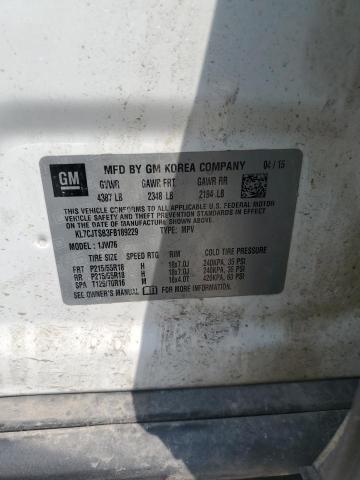 GM
MFD BY GM KOREA COMPANY 04/15
GVWR GAWR FRT GAWR RR
4387 LB 2348 LB 2194 LB
THIS VEHICLE CONFORMS TO ALL APPLICABLE
U.S. FEDERAL MOTOR VEHICLE SAFETY, BUMPER, AND
THEFT PREVENTION STANDARDS IN EFFECT ON THE
DATE OF MANUFACTURE SHOWN ABOVE.
KL7CJTSB3FB189229 TYPE: MPV
MODEL: 1JW76
TIRE SIZE SPEED RTG RIM COLD TIRE PRESSURE
FRT P215/55R18 H 18x7.0J 240KPA, 35 PSI
RR P215/55R18 H 18x7.0J 240KPA, 35 PSI
SPA T125/70R16 M 16x4.0T 420KPA, 60 PSI
SEE OWNER'S MANUAL FOR MORE INFORMATION.